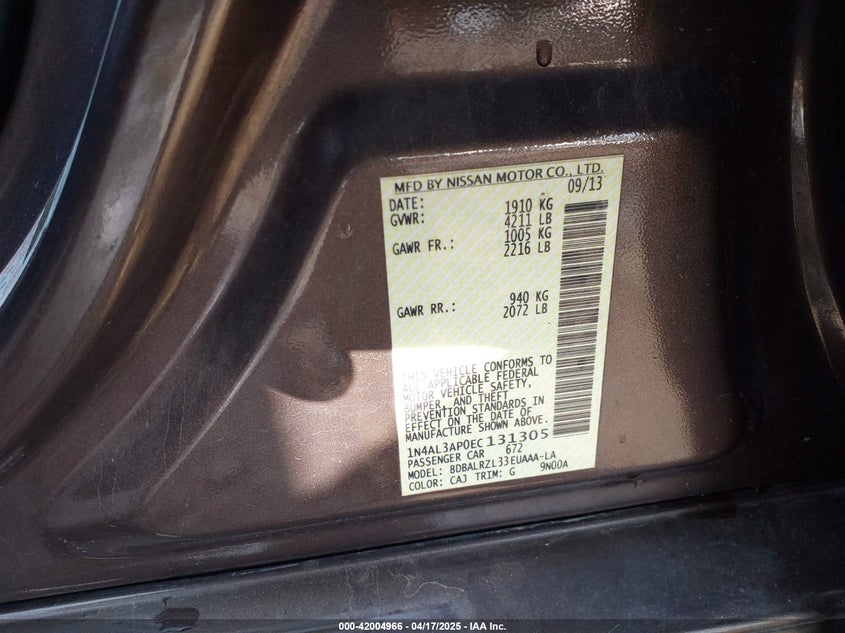 MFD BY NISSAN MOTOR CO., LTD.
DATE: 09/13
GVWR: 1910 KG
4211 LB
GAWR FR.: 1005 KG
2216 LB
GAWR RR.: 940 KG
2072 LB
THIS VEHICLE CONFORMS TO
ALL APPLICABLE FEDERAL
MOTOR VEHICLE SAFETY,
BUMPER, AND THEFT
PREVENTION STANDARDS IN
EFFECT ON THE DATE OF
MANUFACTURE SHOWN ABOVE.
1N4AL3AP0EC131305
PASSENGER CAR 672
MODEL: BDBALRZL33EUAAA-LA
COLOR: CAJ TRIM: G 9N00A
000-42004966 - 04/17/2025 - IAA Inc.